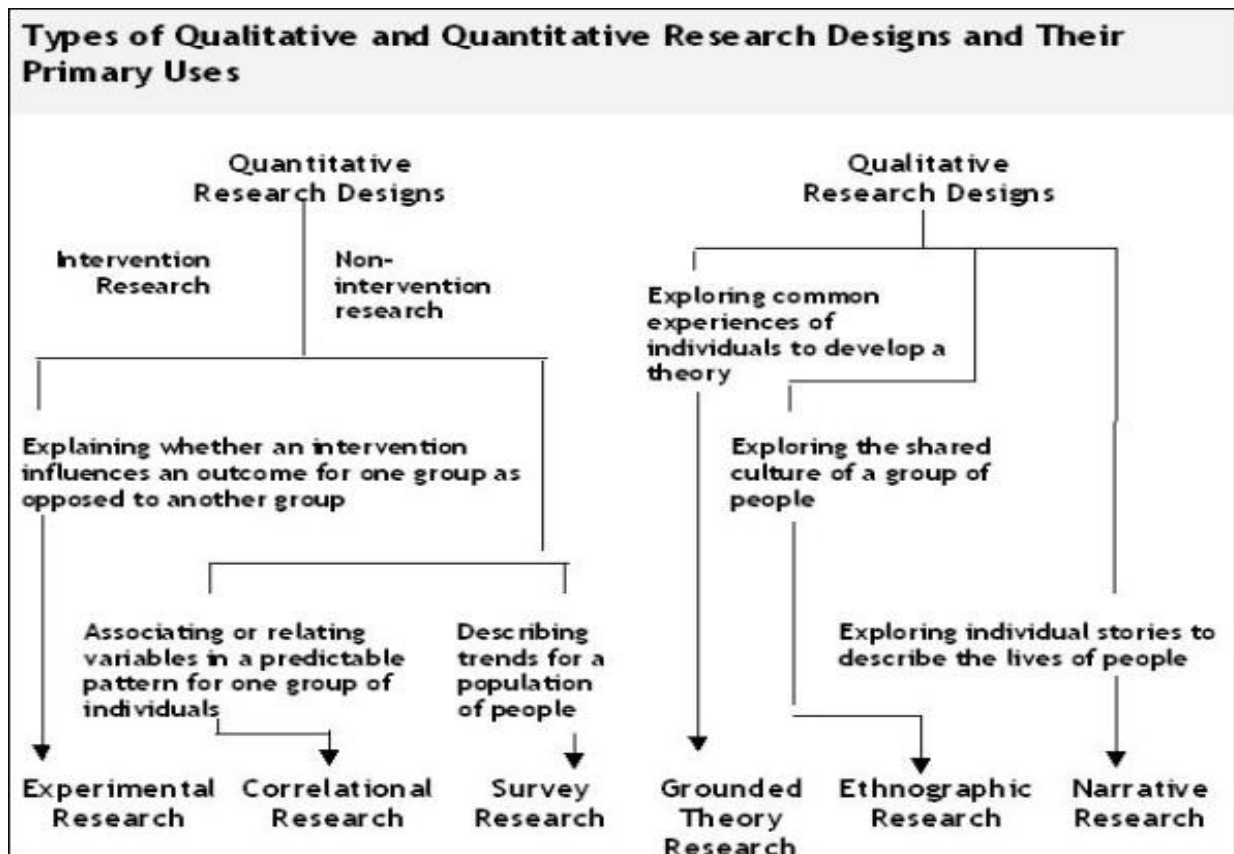 Types of Qualitative and Quantitative Research Designs and Their
Primary Uses
Quantitative
Research Designs
Intervention
Research
Non-
intervention
research
Explaining whether an intervention
influences an outcome for one group as
opposed to another group
Associating or relating
variables in a predictable
pattern for one group of
individuals
Describing
trends for a
population
of people
Experimental
Research
Correlational
Research
Survey
Research
Qualitative
Research Designs
Exploring common
experiences of
individuals to develop a
theory
Exploring the shared
culture of a group of
people
Exploring individual stories to
describe the lives of people
Grounded
Theory
Research
Ethnographic
Research
Narrative
Research